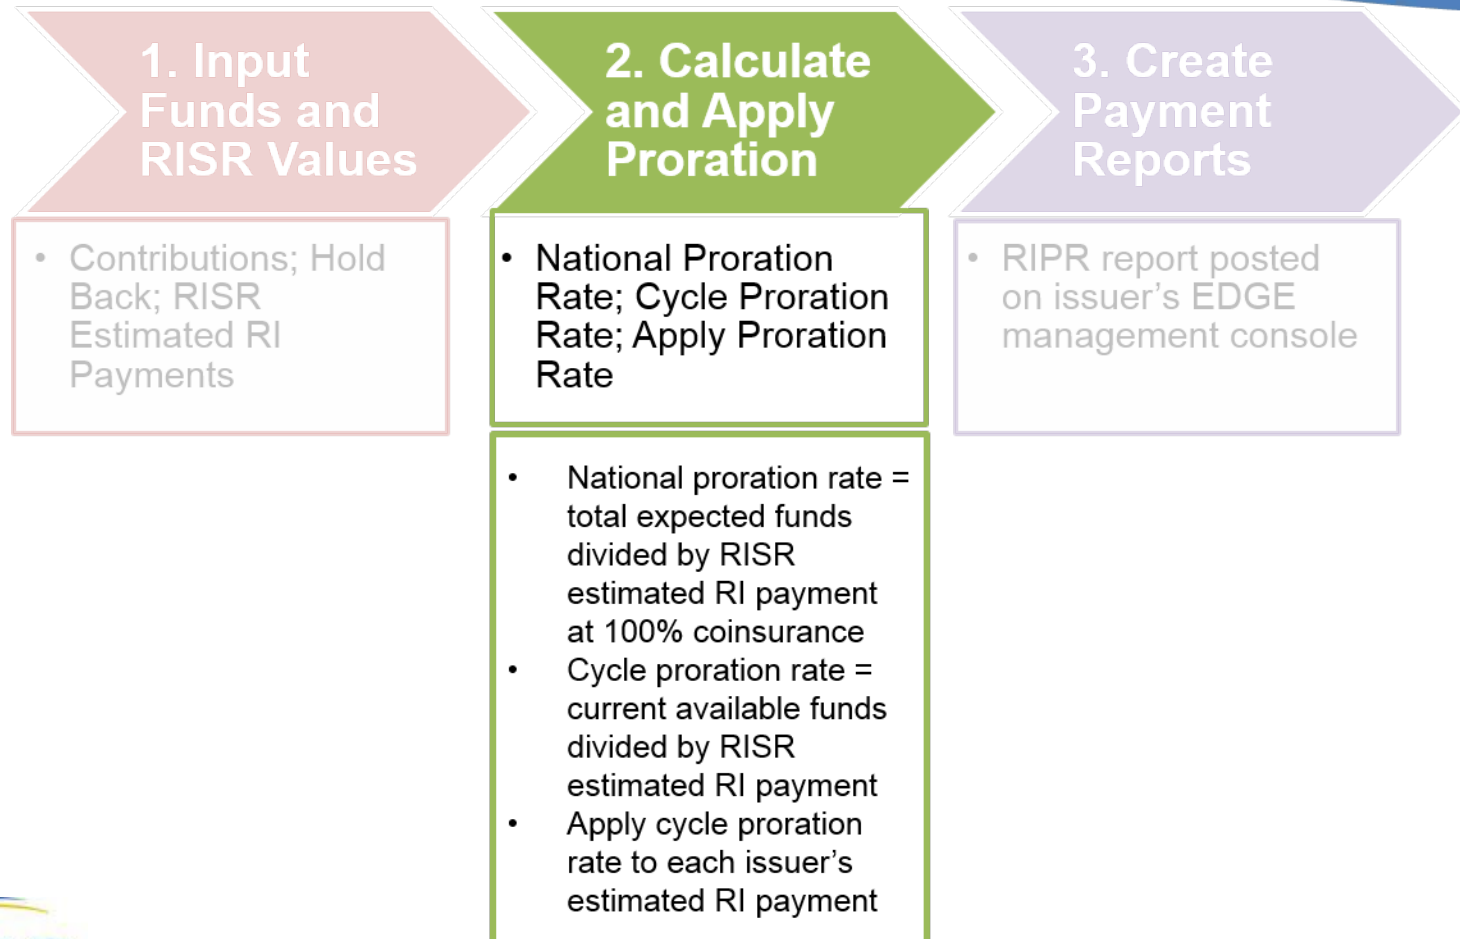 1. Input
Funds and
RISR Values
• Contributions; Hold
Back; RISR
Estimated RI
Payments
2. Calculate
and Apply
Proration
• National Proration
Rate; Cycle Proration
Rate; Apply Proration
Rate
• National proration rate =
total expected funds
divided by RISR
estimated RI payment
at 100% coinsurance
• Cycle proration rate =
current available funds
divided by RISR
estimated RI payment
• Apply cycle proration
rate to each issuer’s
estimated RI payment
3. Create
Payment
Reports
• RIPR report posted
on issuer’s EDGE
management console